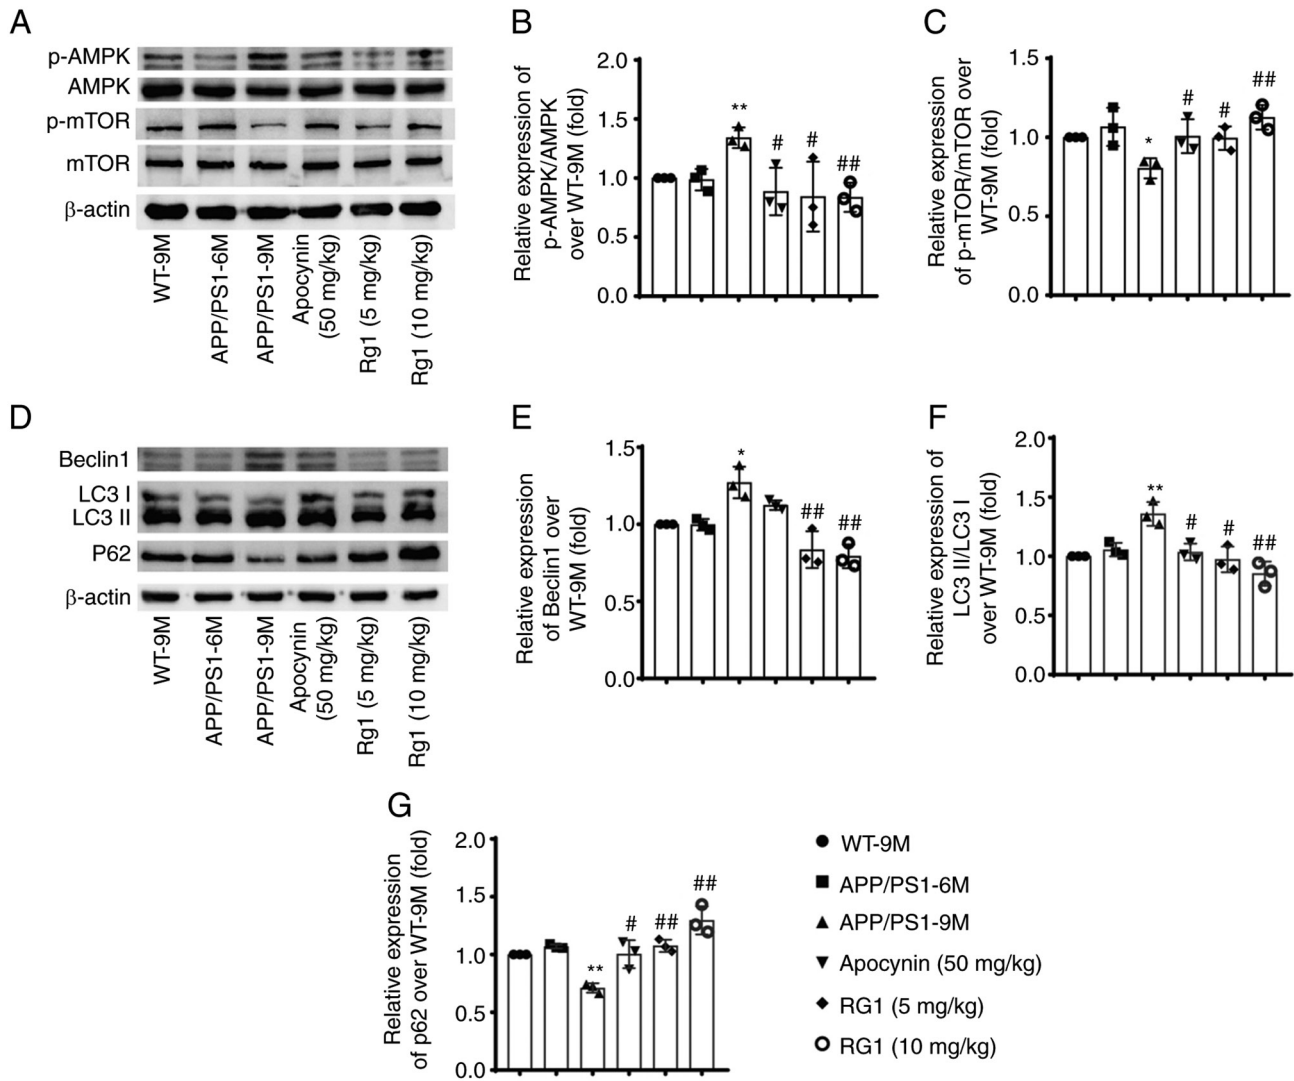 A
p-AMPK
AMPK
p-mTOR
mTOR
β-actin
WT-9M
APP/PS1-6M
APP/PS1-9M
Apocynin
(50 mg/kg)
Rg1 (5 mg/kg)
Rg1 (10 mg/kg)
B
Relative expression of
p-AMPK/AMPK
over WT-9M (fold)
2.0
1.5
1.0
0.5
0.0
**
#
#
##
C
Relative expression
of p-mTOR/mTOR over
WT-9M (fold)
1.5
1.0
0.5
0.0
*
#
#
##
D
Beclin1
LC3 I
LC3 II
P62
β-actin
WT-9M
APP/PS1-6M
APP/PS1-9M
Apocynin
(50 mg/kg)
Rg1 (5 mg/kg)
Rg1 (10 mg/kg)
E
Relative expression
of Beclin1 over
WT-9M (fold)
1.5
1.0
0.5
0.0
*
##
##
F
Relative expression of
LC3 II/LC3 I
over WT-9M (fold)
2.0
1.5
1.0
0.5
0.0
**
#
#
##
G
Relative expression
of p62 over WT-9M (fold)
2.0
1.5
1.0
0.5
0.0
**
#
##
##
WT-9M
APP/PS1-6M
APP/PS1-9M
Apocynin (50 mg/kg)
RG1 (5 mg/kg)
RG1 (10 mg/kg)